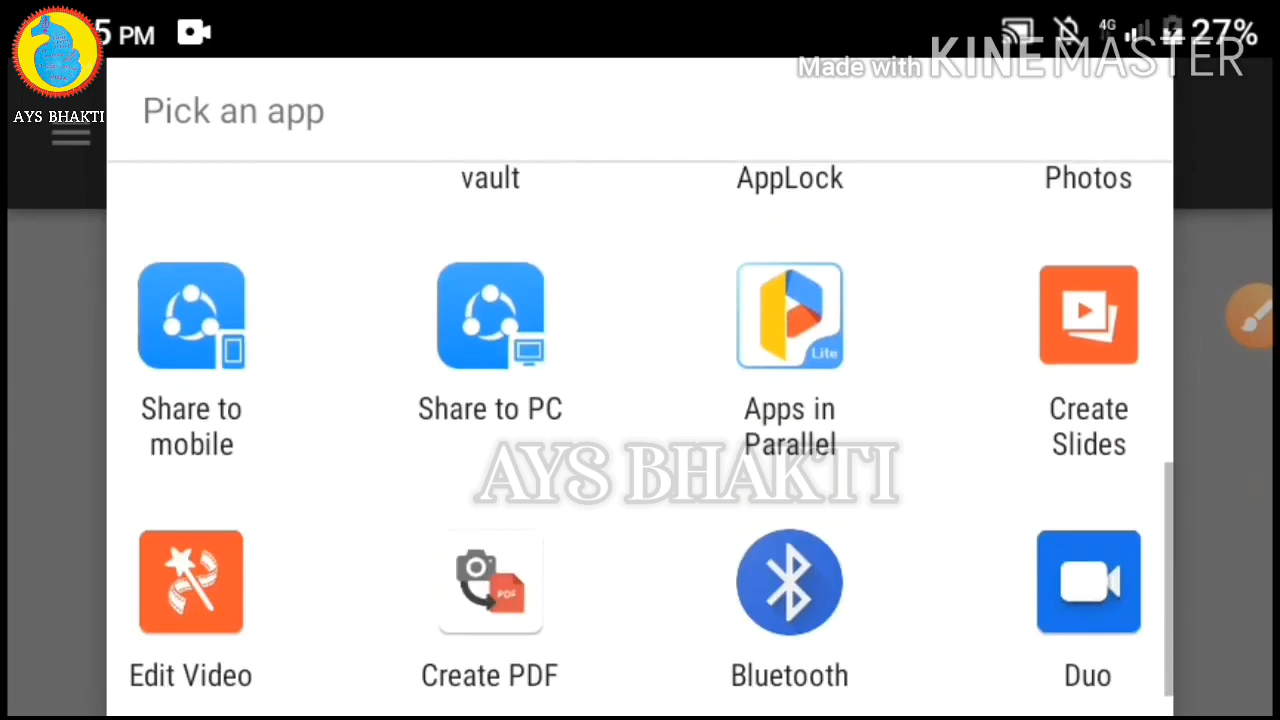 5 PM
4G
27%
Made with KINEMASTER
AYS BHAKTI
Pick an app
vault
AppLock
Photos
Lite
Share to
mobile
Share to PC
Apps in
Parallel
Create
Slides
AYS BHAKTI
PDF
Edit Video
Create PDF
Bluetooth
Duo